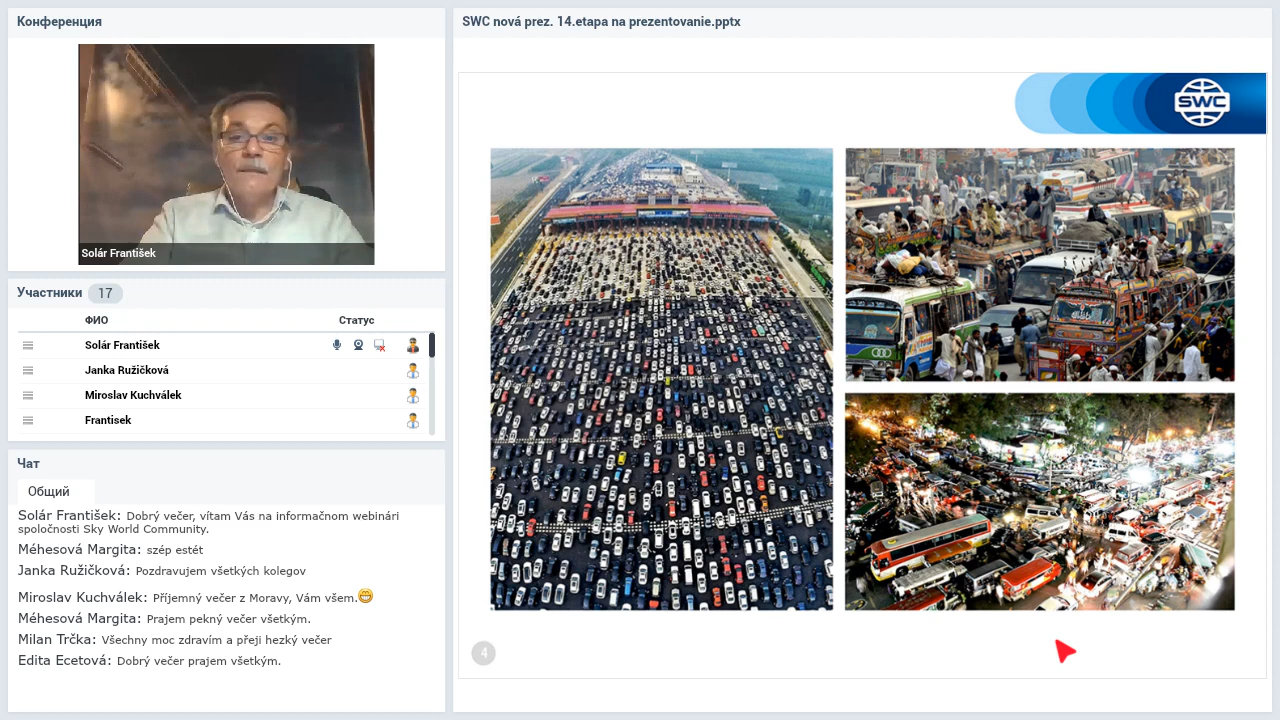 Конференция
Solár František
Участники 17
ФИО Статус
Solár František
Janka Ružičková
Miroslav Kuchválek
Frantisek
Чат
Общий
Solár František: Dobrý večer, vítam Vás na informačnom webinári
spoločnosti Sky World Community.
Méhesová Margita: szép estét
Janka Ružičková: Pozdravujem všetkých kolegov
Miroslav Kuchválek: Příjemný večer z Moravy, Vám všem.
Méhesová Margita: Prajem pekný večer všetkým.
Milan Trčka: Všechny moc zdravím a přeji hezký večer
Edita Ecetová: Dobrý večer prajem všetkým.
SWC nová prez. 14.etapa na prezentovanie.pptx
SWC
4